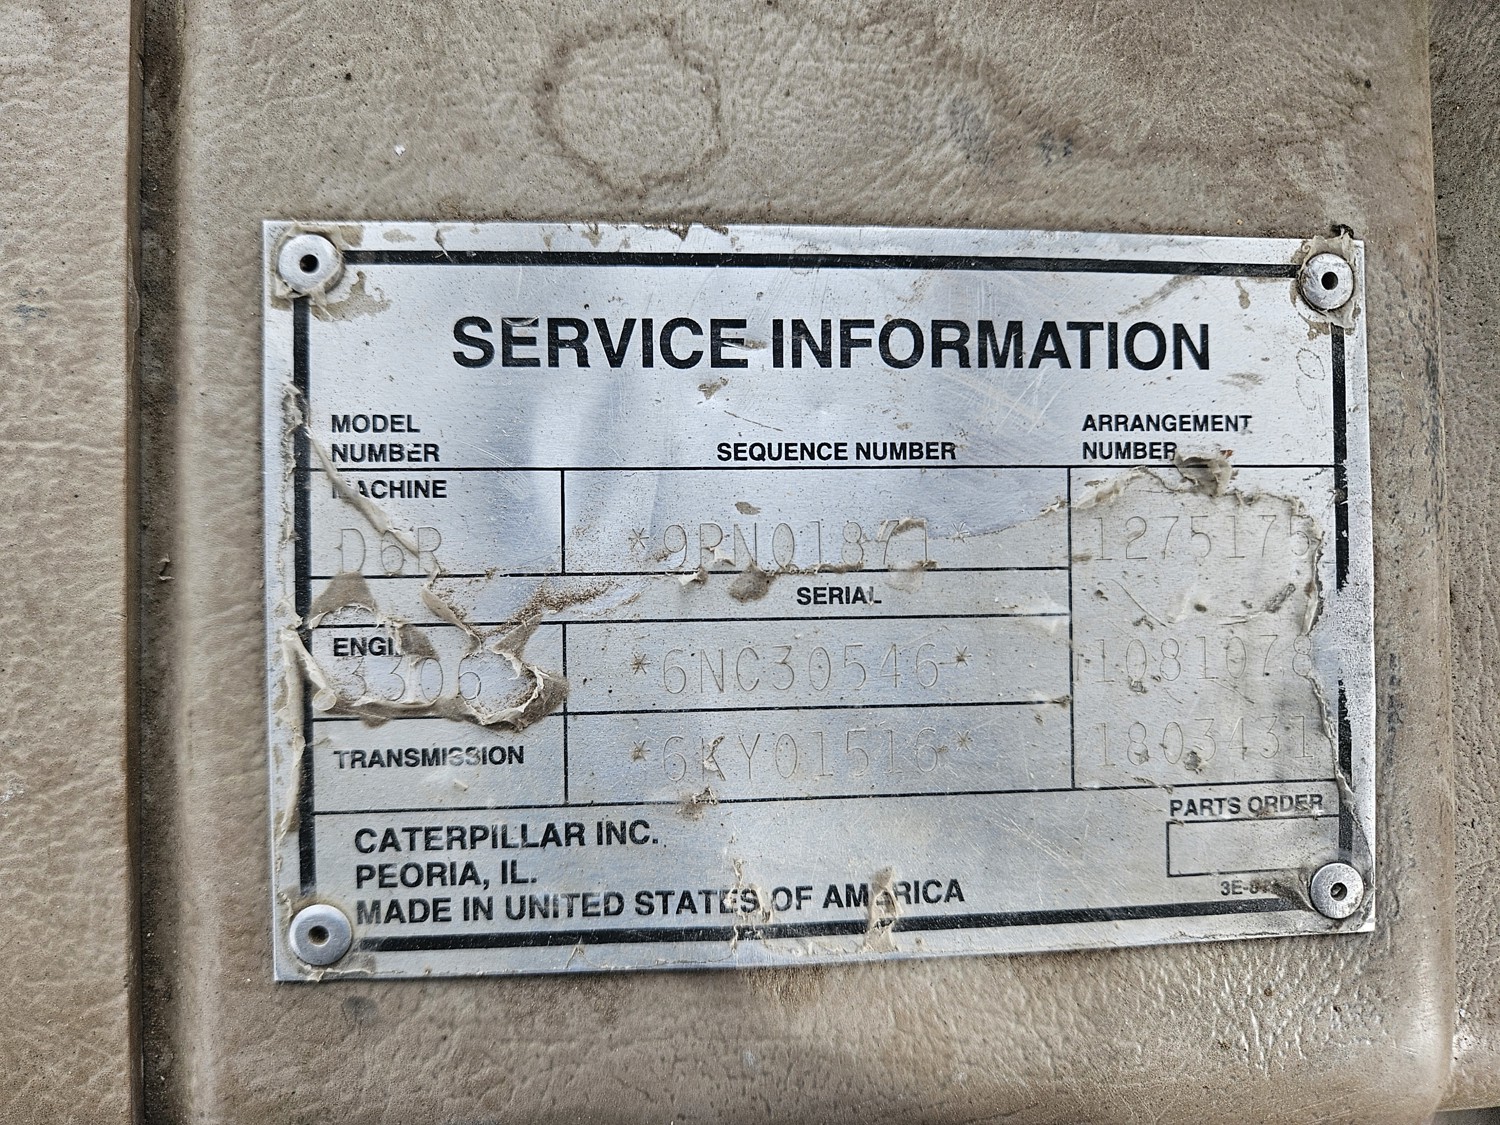 SERVICE INFORMATION
MODEL NUMBER
SEQUENCE NUMBER
ARRANGEMENT NUMBER
MACHINE
D6R *9PN01871* 1275175
SERIAL
ENGI
3306 *6NC30546* 1081078
TRANSMISSION *6KY01516* 1803431
PARTS ORDER
CATERPILLAR INC.
PEORIA, IL.
MADE IN UNITED STATES OF AMERICA